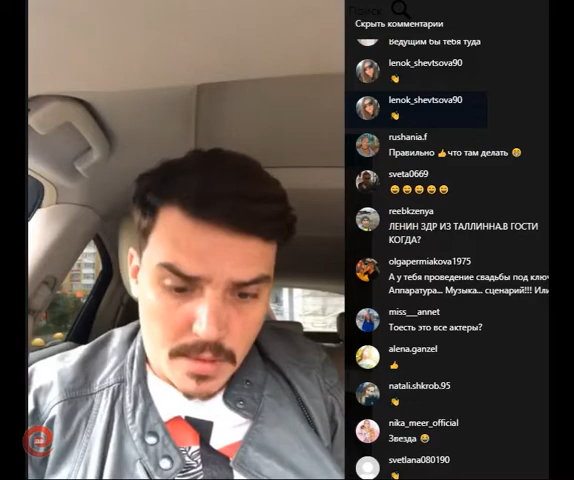 Поиск
Скрыть комментарии
Ведущим бы тебя туда
lenok_shevtsova90
lenok_shevtsova90
rushania.f
Правильно 👍что там делать
sveta0669
😄😄😄😄😄
reebkzenya
ЛЕНИН ЗДР ИЗ ТАЛЛИННА.В ГОСТИ
КОГДА?
olgapermiakova1975
А у тебя проведение свадьбы под
Аппаратура... Музыка... сценарий!!!
miss___annet
Тоесть это все актеры?
alena.ganzel
👍
natali.shkrob.95
nika_meer_official
Звезда 😂
svetlana080190